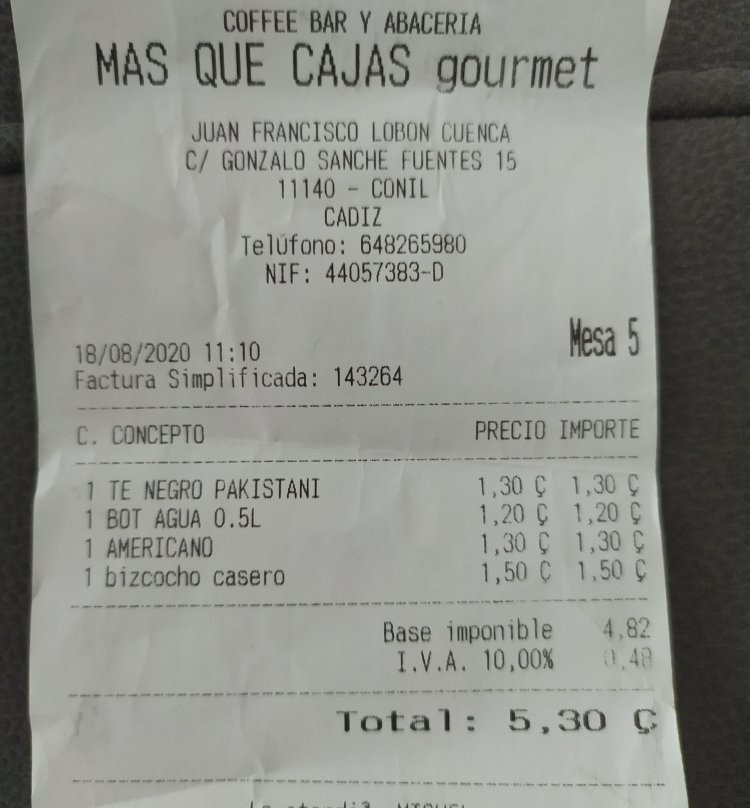 COFFEE BAR Y ABACERIA
MAS QUE CAJAS gourmet
JUAN FRANCISCO LOBON CUENCA
C/ GONZALO SANCHE FUENTES 15
11140 - CONIL
CADIZ
Telúfono: 648265980
NIF: 44057383-D
Mesa 5
18/08/2020 11:10
Factura Simplificada: 143264
C. CONCEPTO PRECIO IMPORTE
1 TE NEGRO PAKISTANI 1,30 Ç 1,30 Ç
1 BOT AGUA 0.5L 1,20 Ç 1,20 Ç
1 AMERICANO 1,30 Ç 1,30 Ç
1 bizcocho casero 1,50 Ç 1,50 Ç
Base imponible 4,82
I.V.A. 10,00% 0,48
Total: 5,30 Ç